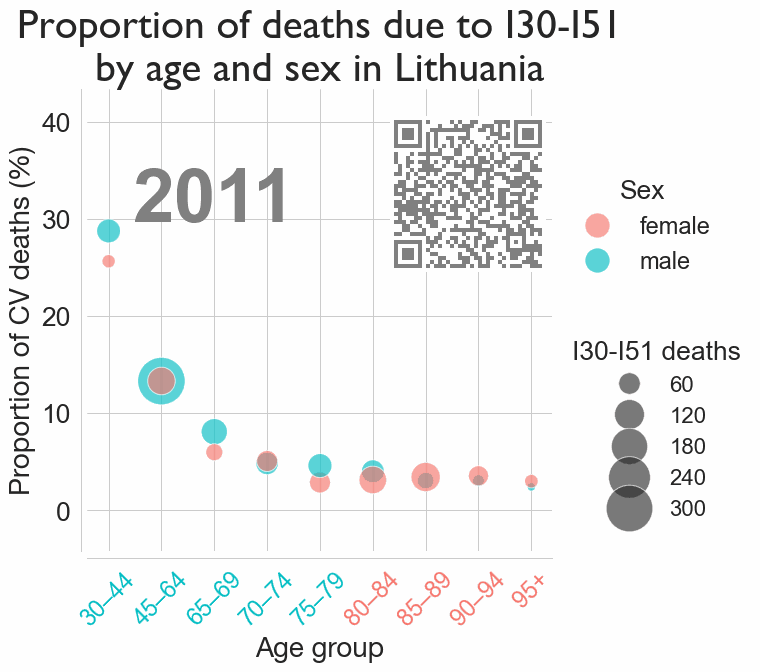 Proportion of deaths due to I30-I51
by age and sex in Lithuania
Proportion of CV deaths (%)
40
30
20
10
0
2011
Sex
female
male
I30-I51 deaths
60
120
180
240
300
30–44
45–64
65–69
70–74
75–79
80–84
85–89
90–94
95+
Age group